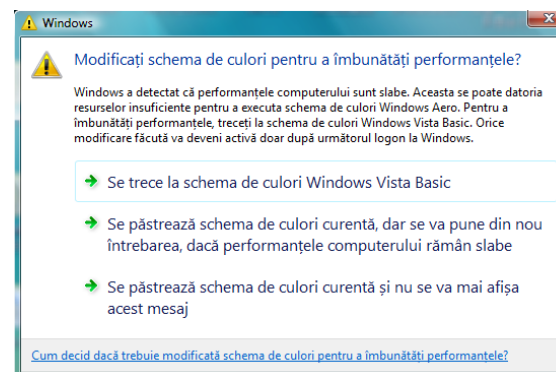 Windows
Modificați schema de culori pentru a îmbunătăți performanțele?
Windows a detectat că performanțele computerului sunt slabe. Aceasta se poate datora
resurselor insuficiente pentru a executa schema de culori Windows Aero. Pentru a
îmbunătăți performanțele, treceți la schema de culori Windows Vista Basic. Orice
modificare făcută va deveni activă doar după următorul logon la Windows.
Se trece la schema de culori Windows Vista Basic
Se păstrează schema de culori curentă, dar se va pune din nou
întrebarea, dacă performanțele computerului rămân slabe
Se păstrează schema de culori curentă și nu se va mai afișa
acest mesaj
Cum decid dacă trebuie modificată schema de culori pentru a îmbunătăți performanțele?